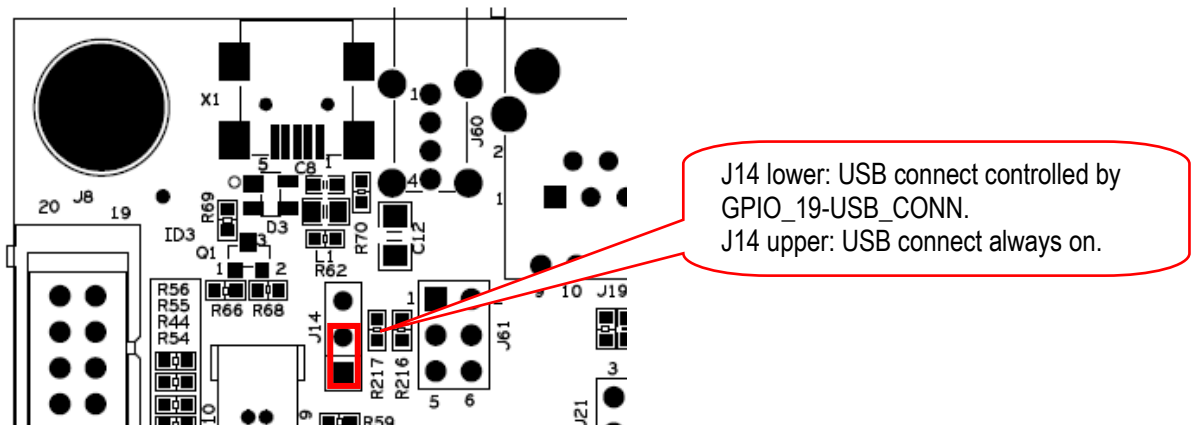 X1
1
J60
2
5
C8
1
4
1
J8
20
19
R69
D3
R70
C12
ID3
Q1
3
L1
R62
1
2
R56
R55
R44
R54
R66
R68
J14
1
J61
9
10
J19
R217
R216
5
6
3
J21
10
9
R59
J14 lower: USB connect controlled by
GPIO_19-USB_CONN.
J14 upper: USB connect always on.